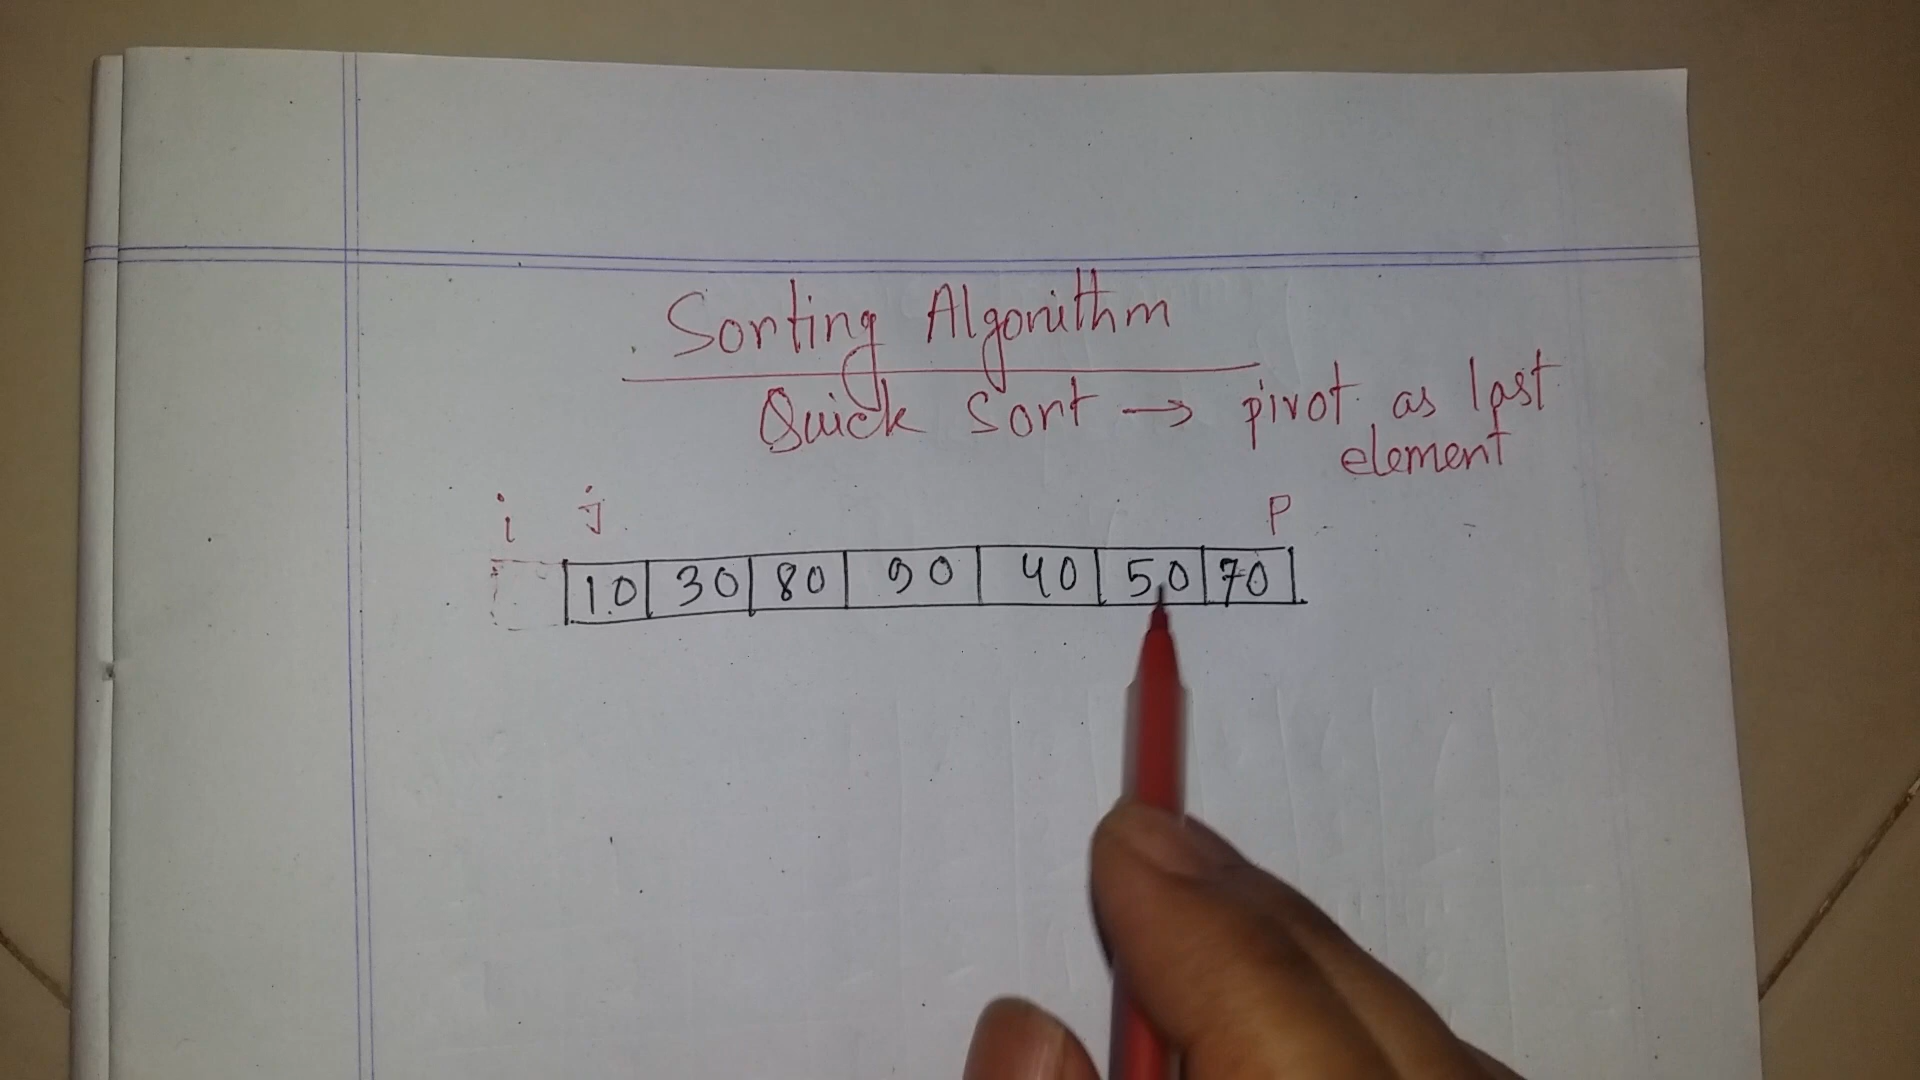 Sorting Algorithm
Quick Sort → pivot as last
element
i j P
10 30 80 90 40 50 70